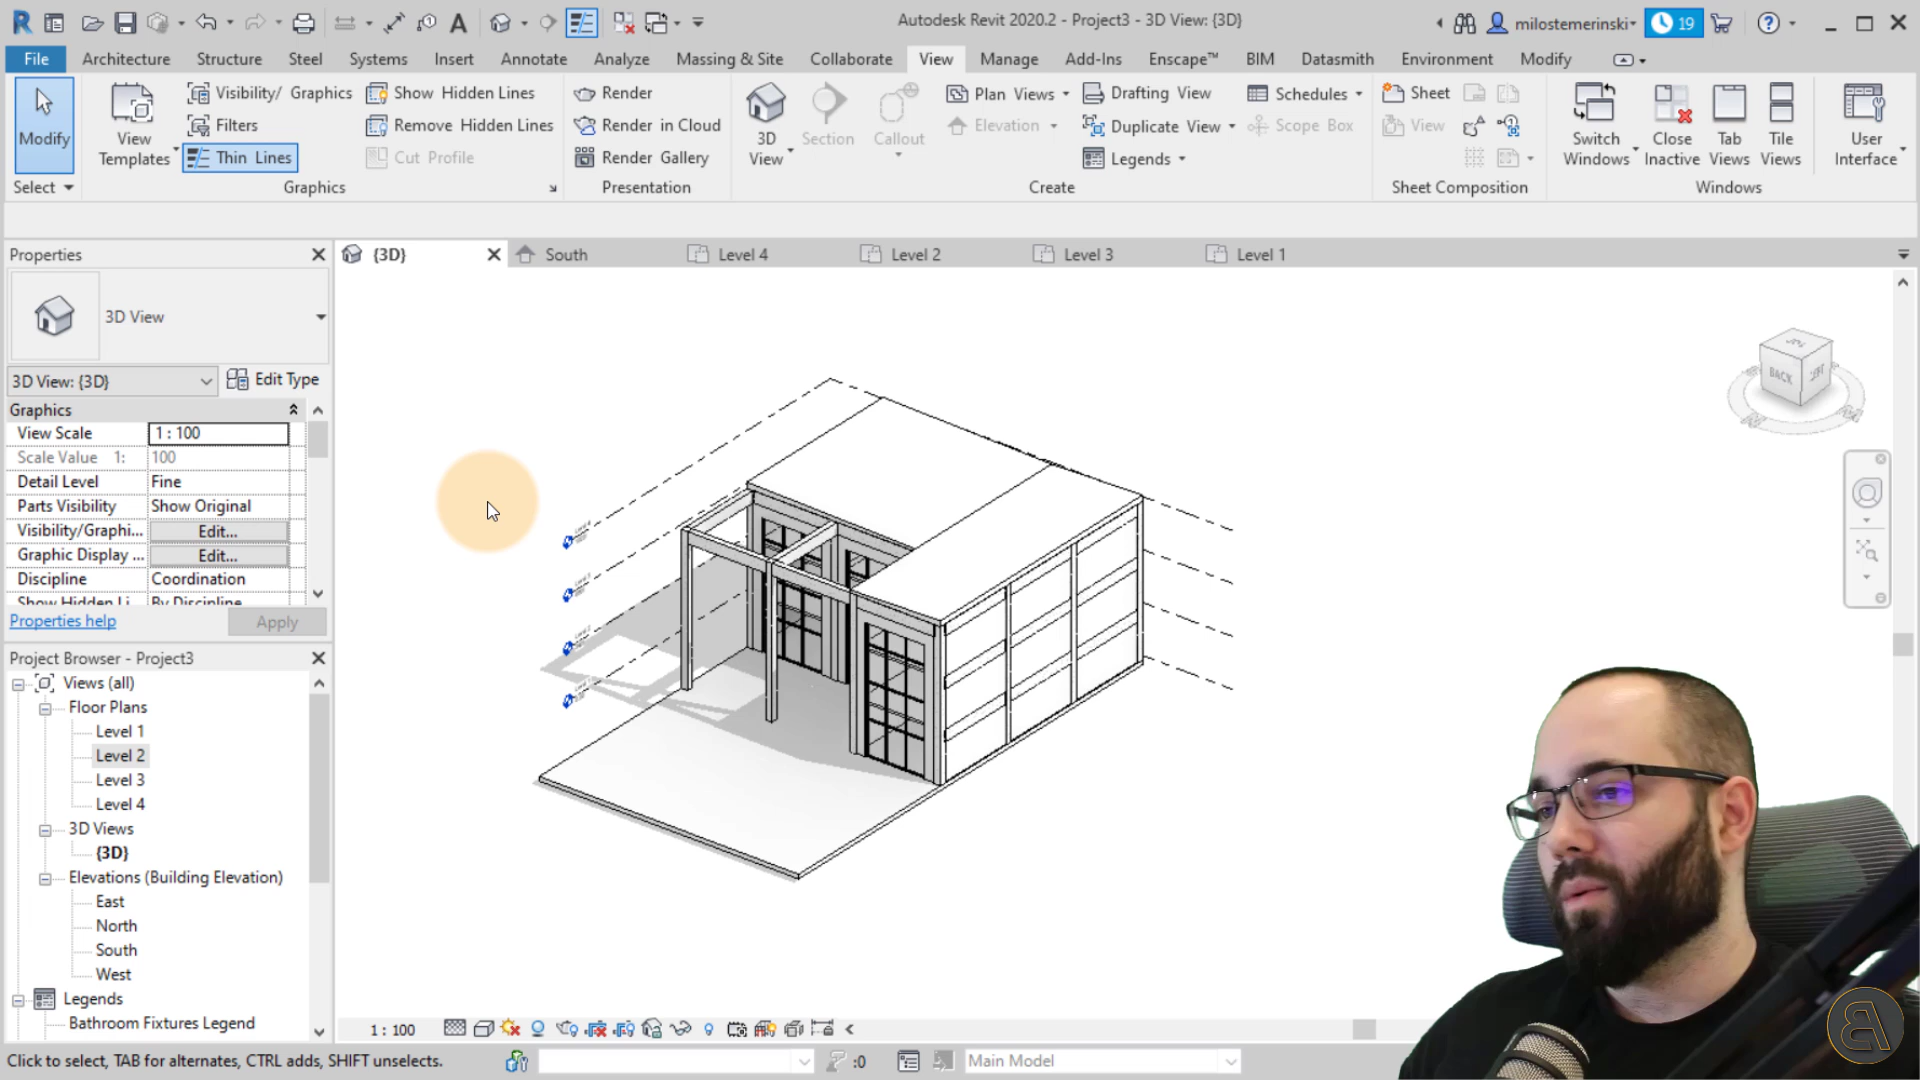 Autodesk Revit 2020.2 - Project3 - 3D View: {3D}
milostemerinski
19
File Architecture Structure Steel Systems Insert Annotate Analyze Massing & Site Collaborate View Manage Add-Ins Enscape™ BIM Datasmith Environment Modify
Modify
View Templates
Visibility/ Graphics
Filters
Thin Lines
Show Hidden Lines
Remove Hidden Lines
Cut Profile
Render
Render in Cloud
Render Gallery
3D View
Section
Callout
Plan Views
Elevation
Drafting View
Duplicate View
Legends
Schedules
Scope Box
Sheet
View
Switch Windows
Close Inactive
Tab Views
Tile Views
User Interface
Select
Graphics
Presentation
Create
Sheet Composition
Windows
Properties
{3D}
South
Level 4
Level 2
Level 3
Level 1
3D View
3D View: {3D}
Edit Type
Graphics
View Scale 1 : 100
Scale Value 1: 100
Detail Level Fine
Parts Visibility Show Original
Visibility/Graphi... Edit...
Graphic Display ... Edit...
Discipline Coordination
Show Hidden Li... By Discipline
Properties help
Apply
Project Browser - Project3
Views (all)
Floor Plans
Level 1
Level 2
Level 3
Level 4
3D Views
{3D}
Elevations (Building Elevation)
East
North
South
West
Legends
Bathroom Fixtures Legend
BACK
1 : 100
Click to select, TAB for alternates, CTRL adds, SHIFT unselects.
:0
Main Model